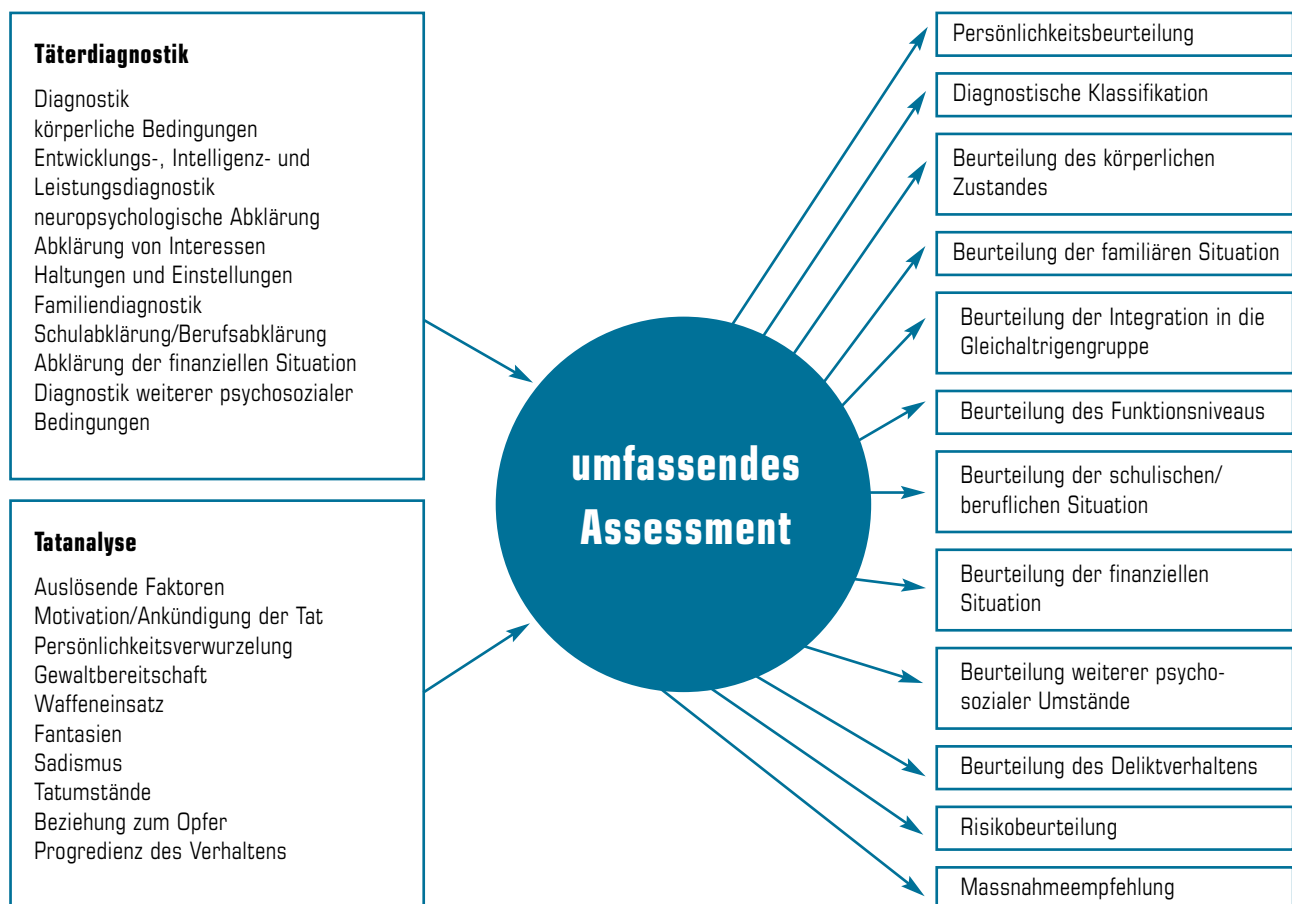 Täterdiagnostik
Diagnostik
körperliche Bedingungen
Entwicklungs-, Intelligenz- und
Leistungsdiagnostik
neuropsychologische Abklärung
Abklärung von Interessen
Haltungen und Einstellungen
Familiendiagnostik
Schulabklärung/Berufsabklärung
Abklärung der finanziellen Situation
Diagnostik weiterer psychosozialer
Bedingungen
Tatanalyse
Auslösende Faktoren
Motivation/Ankündigung der Tat
Persönlichkeitsverwurzelung
Gewaltbereitschaft
Waffeneinsatz
Fantasien
Sadismus
Tatumstände
Beziehung zum Opfer
Progredienz des Verhaltens
umfassendes
Assessment
Persönlichkeitsbeurteilung
Diagnostische Klassifikation
Beurteilung des körperlichen
Zustandes
Beurteilung der familiären Situation
Beurteilung der Integration in die
Gleichaltrigengruppe
Beurteilung des Funktionsniveaus
Beurteilung der schulischen/
beruflichen Situation
Beurteilung der finanziellen
Situation
Beurteilung weiterer psycho-
sozialer Umstände
Beurteilung des Deliktverhaltens
Risikobeurteilung
Massnahmeempfehlung